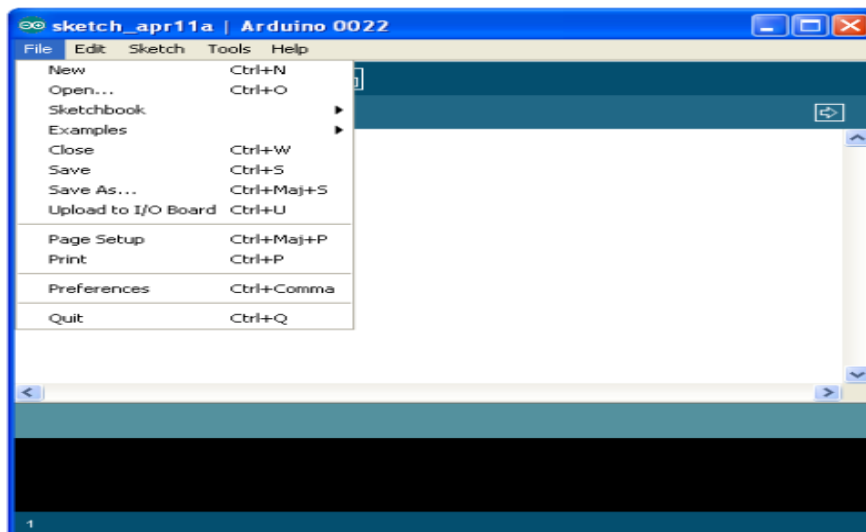 sketch_apr11a | Arduino 0022
File Edit Sketch Tools Help
New Ctrl+N
Open... Ctrl+O
Sketchbook
Examples
Close Ctrl+W
Save Ctrl+S
Save As... Ctrl+Maj+S
Upload to I/O Board Ctrl+U
Page Setup Ctrl+Maj+P
Print Ctrl+P
Preferences Ctrl+Comma
Quit Ctrl+Q
1